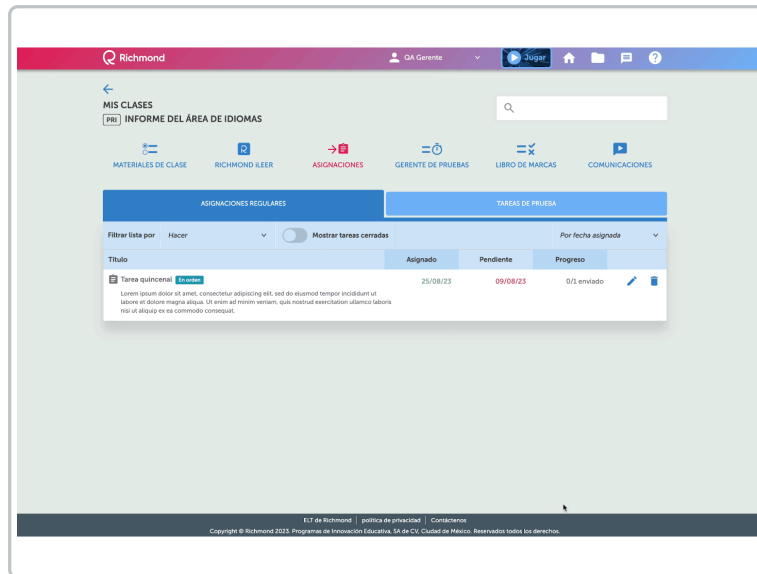 Richmond
QA Gerente
Jugar
MIS CLASES
PRI INFORME DEL ÁREA DE IDIOMAS
MATERIALES DE CLASE
RICHMOND iLEER
ASIGNACIONES
GERENTE DE PRUEBAS
LIBRO DE MARCAS
COMUNICACIONES
ASIGNACIONES REGULARES
TAREAS DE PRUEBA
Filtrar lista por
Hacer
Mostrar tareas cerradas
Por fecha asignada
Título
Asignado
Pendiente
Progreso
Tarea quincenal
En orden
25/08/23
09/08/23
0/1 enviado
Lorem ipsum dolor sit amet, consectetur adipiscing elit, sed do eiusmod tempor incididunt ut
labore et dolore magna aliqua. Ut enim ad minim veniam, quis nostrud exercitation ullamco laboris
nisi ut aliquip ex ea commodo consequat.
ELT de Richmond | política de privacidad | Contáctenos
Copyright © Richmond 2023. Programas de Innovación Educativa, SA de CV, Ciudad de México. Reservados todos los derechos.